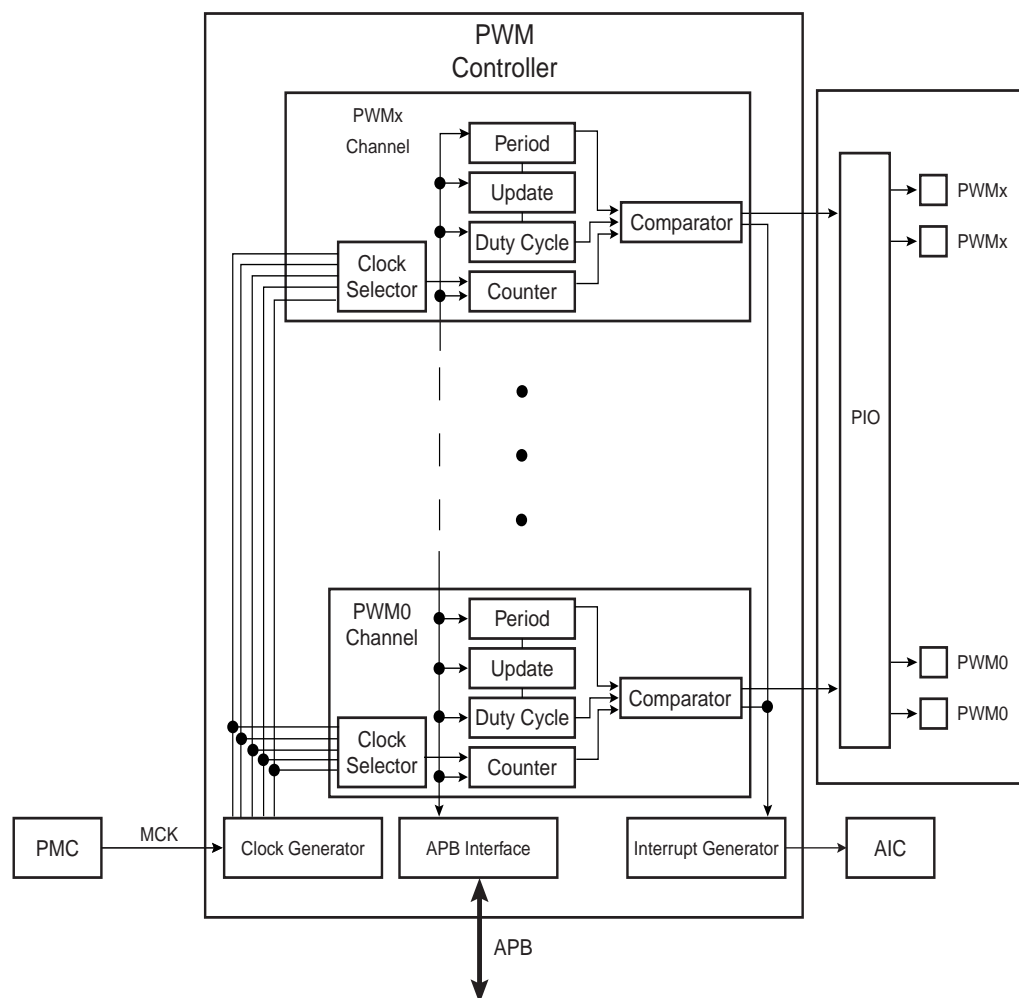 PWM
Controller
PWMx
Channel
Period
Update
Duty Cycle
Comparator
Clock
Selector
Counter
PIO
PWMx
PWMx
PWM0
Channel
Period
Update
Duty Cycle
Comparator
Clock
Selector
Counter
PWM0
PWM0
PMC
MCK
Clock Generator
APB Interface
Interrupt Generator
AIC
APB